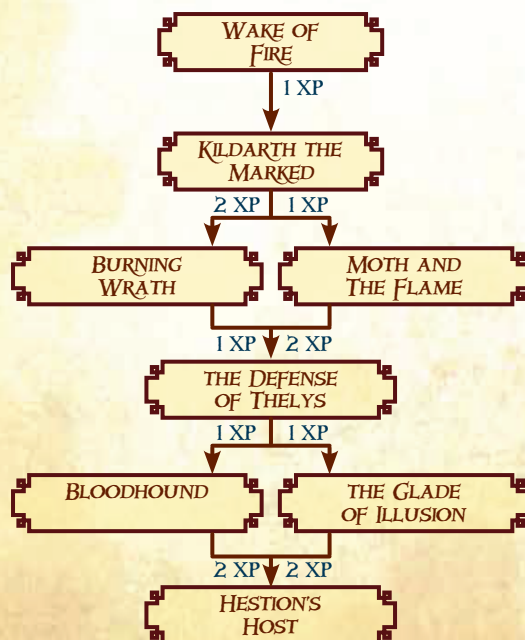 Wake of
Fire
1 XP
Kildarth the
Marked
2 XP 1 XP
Burning
Wrath
Moth and
The Flame
1 XP 2 XP
the Defense
of Thelys
1 XP 1 XP
Bloodhound
the Glade
of Illusion
2 XP 2 XP
Hestion's
Host